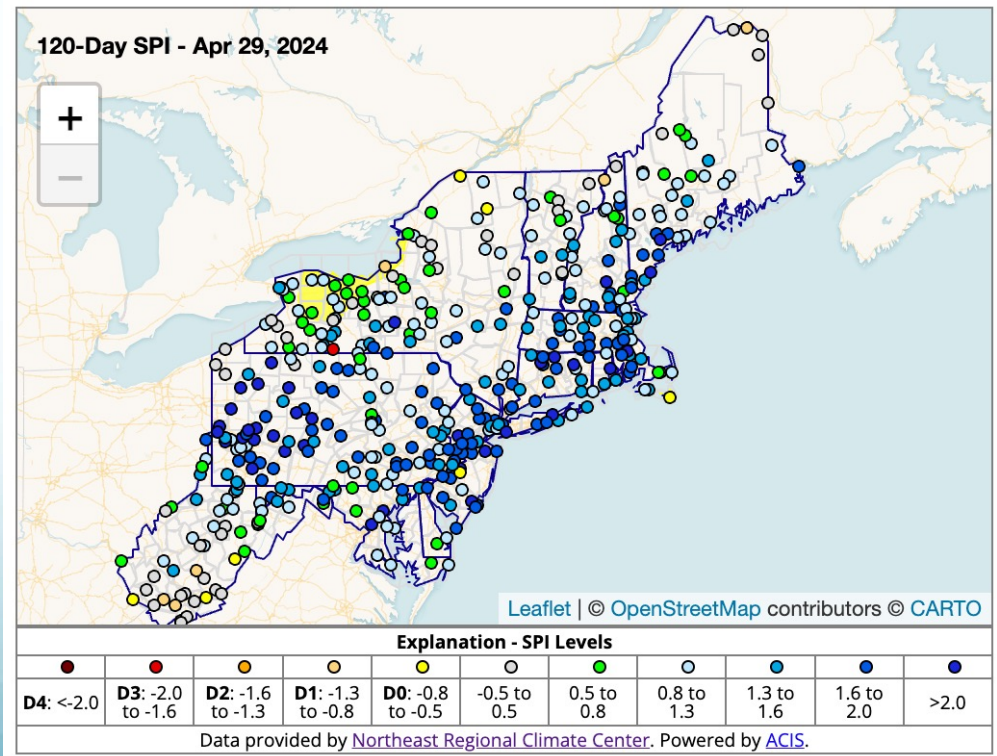 120-Day SPI - Apr 29, 2024
+
−
Leaflet | © OpenStreetMap contributors © CARTO
Explanation - SPI Levels
D4: <-2.0
D3: -2.0
to -1.6
D2: -1.6
to -1.3
D1: -1.3
to -0.8
D0: -0.8
to -0.5
-0.5 to
0.5
0.5 to
0.8
0.8 to
1.3
1.3 to
1.6
1.6 to
2.0
>2.0
Data provided by Northeast Regional Climate Center. Powered by ACIS.